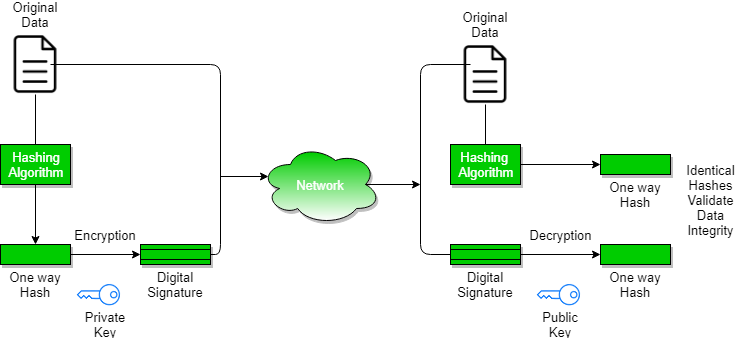 Original
Data
Hashing
Algorithm
Encryption
One way
Hash
Digital
Signature
Private
Key
Network
Original
Data
Hashing
Algorithm
One way
Hash
Identical
Hashes
Validate
Data
Integrity
Decryption
Digital
Signature
One way
Hash
Public
Key